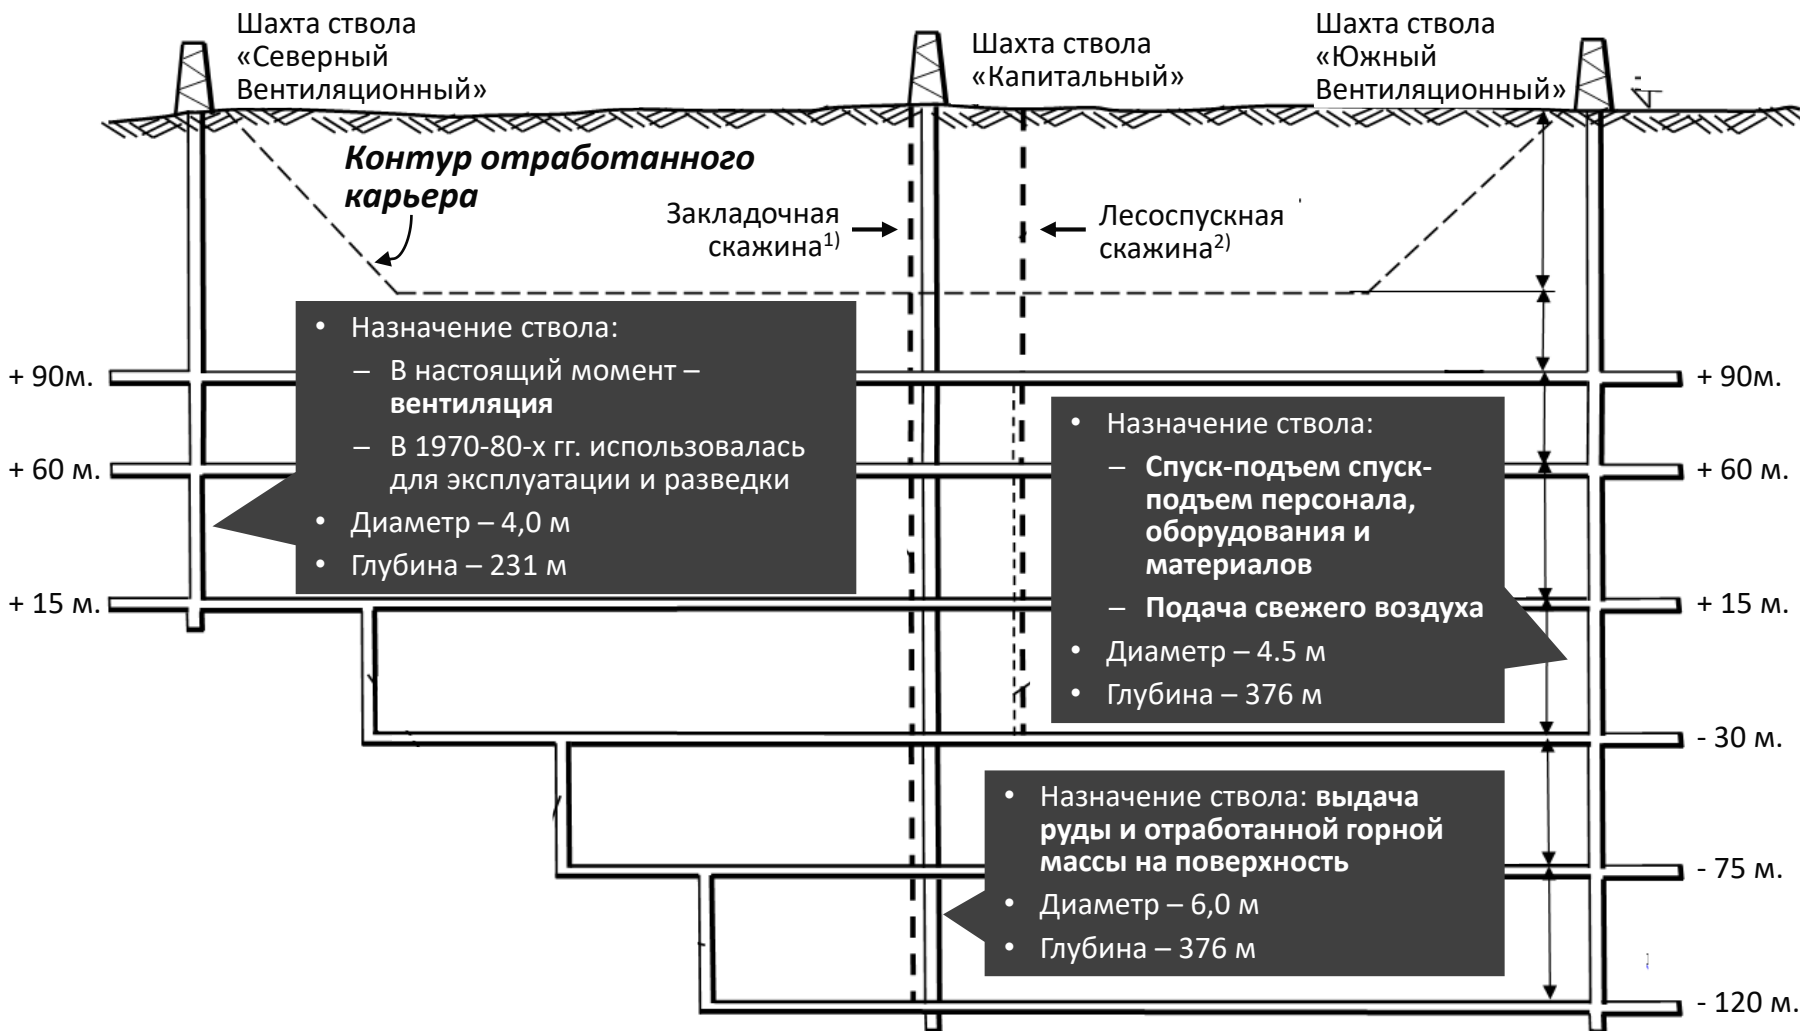 Шахта ствола
«Северный
Вентиляционный»
Шахта ствола
«Капитальный»
Шахта ствола
«Южный
Вентиляционный»
Контур отработанного
карьера
Закладочная
скажина1)
Лесоспускная
скажина2)
• Назначение ствола:
– В настоящий момент –
вентиляция
– В 1970-80-х гг. использовалась
для эксплуатации и разведки
• Диаметр – 4,0 м
• Глубина – 231 м
+ 90м.
+ 60 м.
+ 15 м.
• Назначение ствола:
– Спуск-подъем спуск-
подъем персонала,
оборудования и
материалов
– Подача свежего воздуха
• Диаметр – 4.5 м
• Глубина – 376 м
• Назначение ствола: выдача
руды и отработанной горной
массы на поверхность
• Диаметр – 6,0 м
• Глубина – 376 м
+ 90м.
+ 60 м.
+ 15 м.
- 30 м.
- 75 м.
- 120 м.